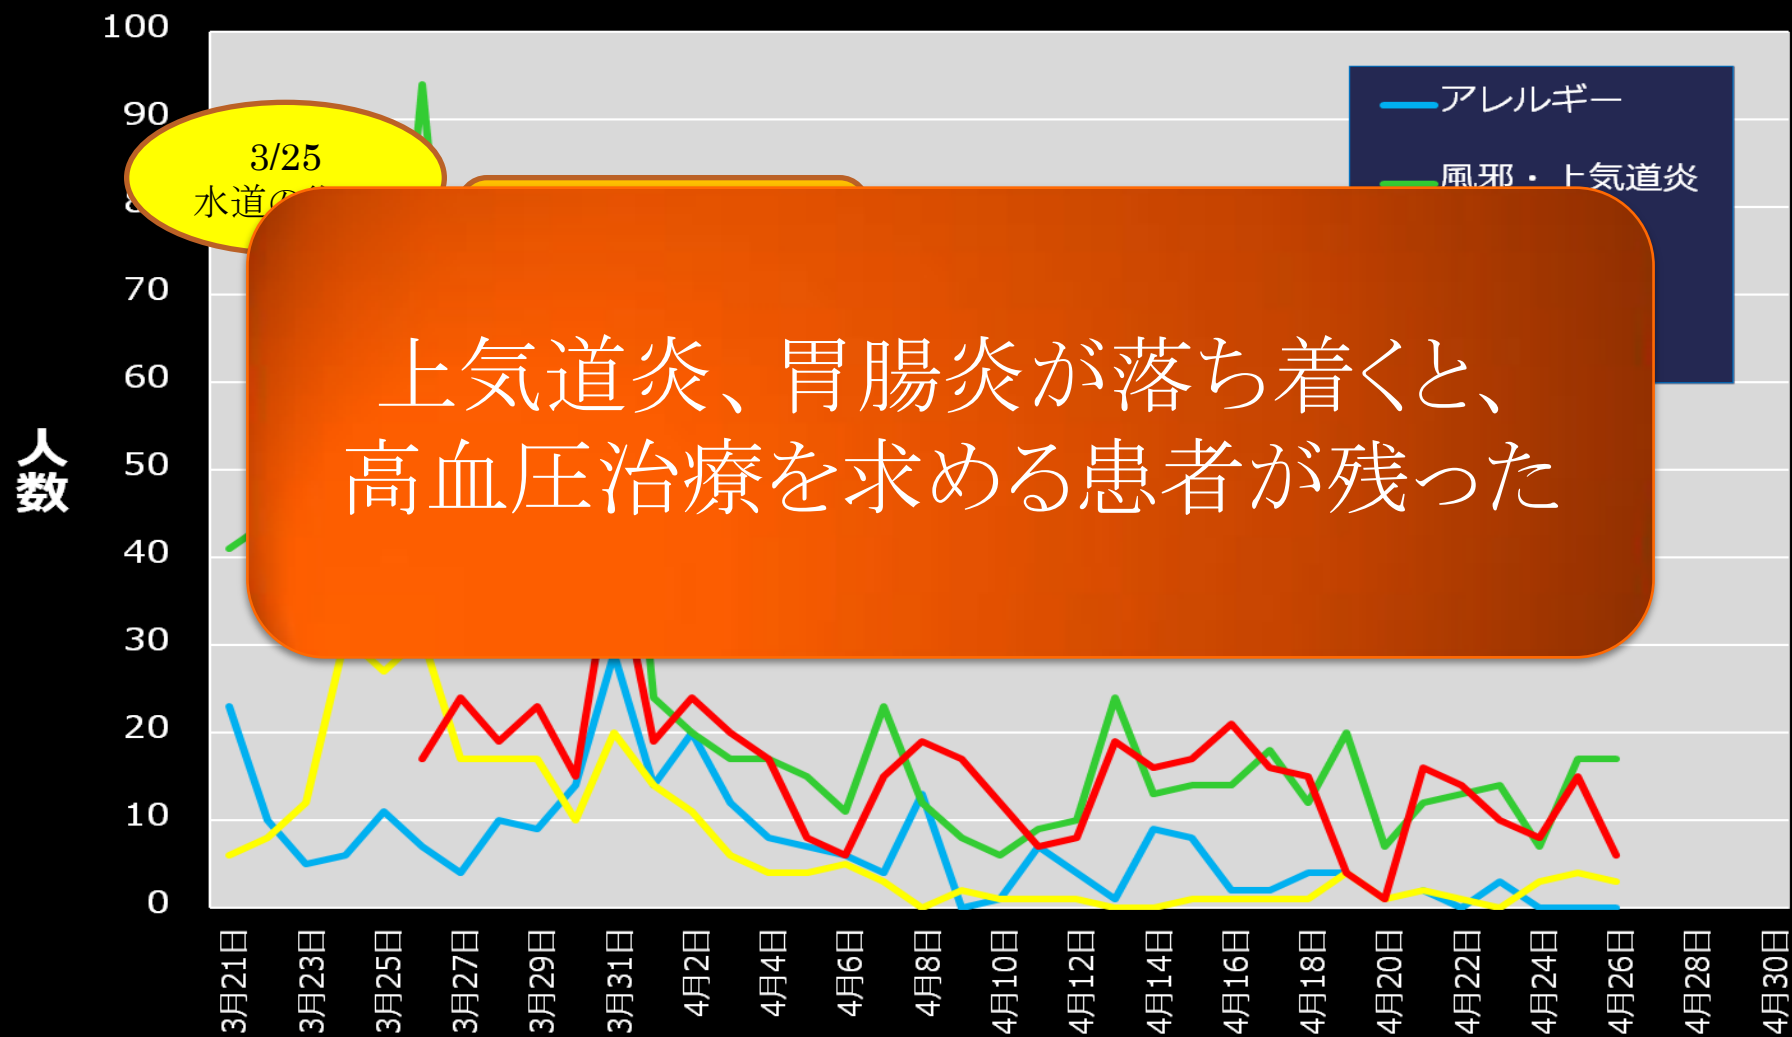 100
90
70
60
50
40
30
20
10
0
人数
3/25
水道の
アレルギー
風邪・上気道炎
上気道炎、胃腸炎が落ち着くと、
高血圧治療を求める患者が残った
3月21日
3月23日
3月25日
3月27日
3月29日
3月31日
4月2日
4月4日
4月6日
4月8日
4月10日
4月12日
4月14日
4月16日
4月18日
4月20日
4月22日
4月24日
4月26日
4月28日
4月30日